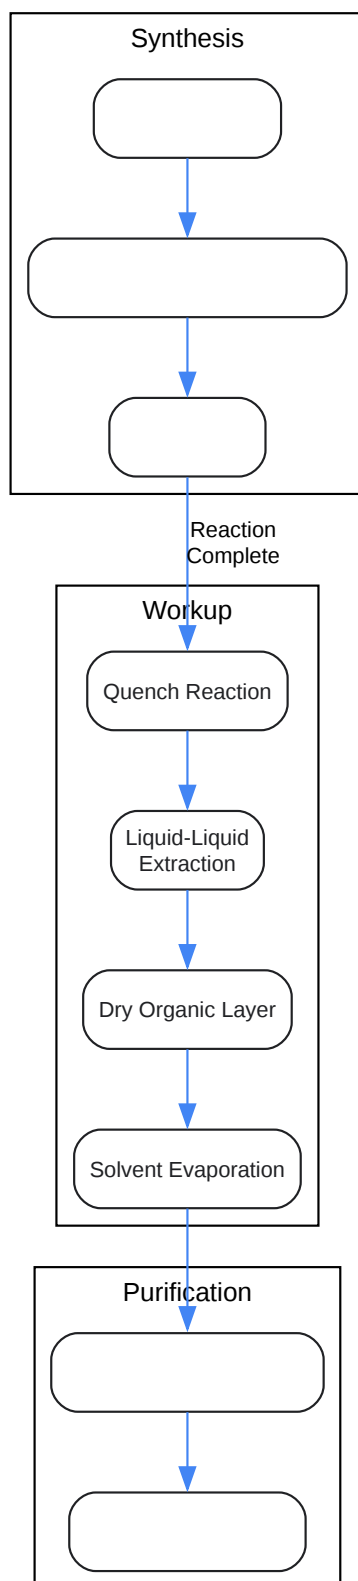 Synthesis
Reaction
Complete
Workup
Quench Reaction
Liquid-Liquid
Extraction
Dry Organic Layer
Solvent Evaporation
Purification